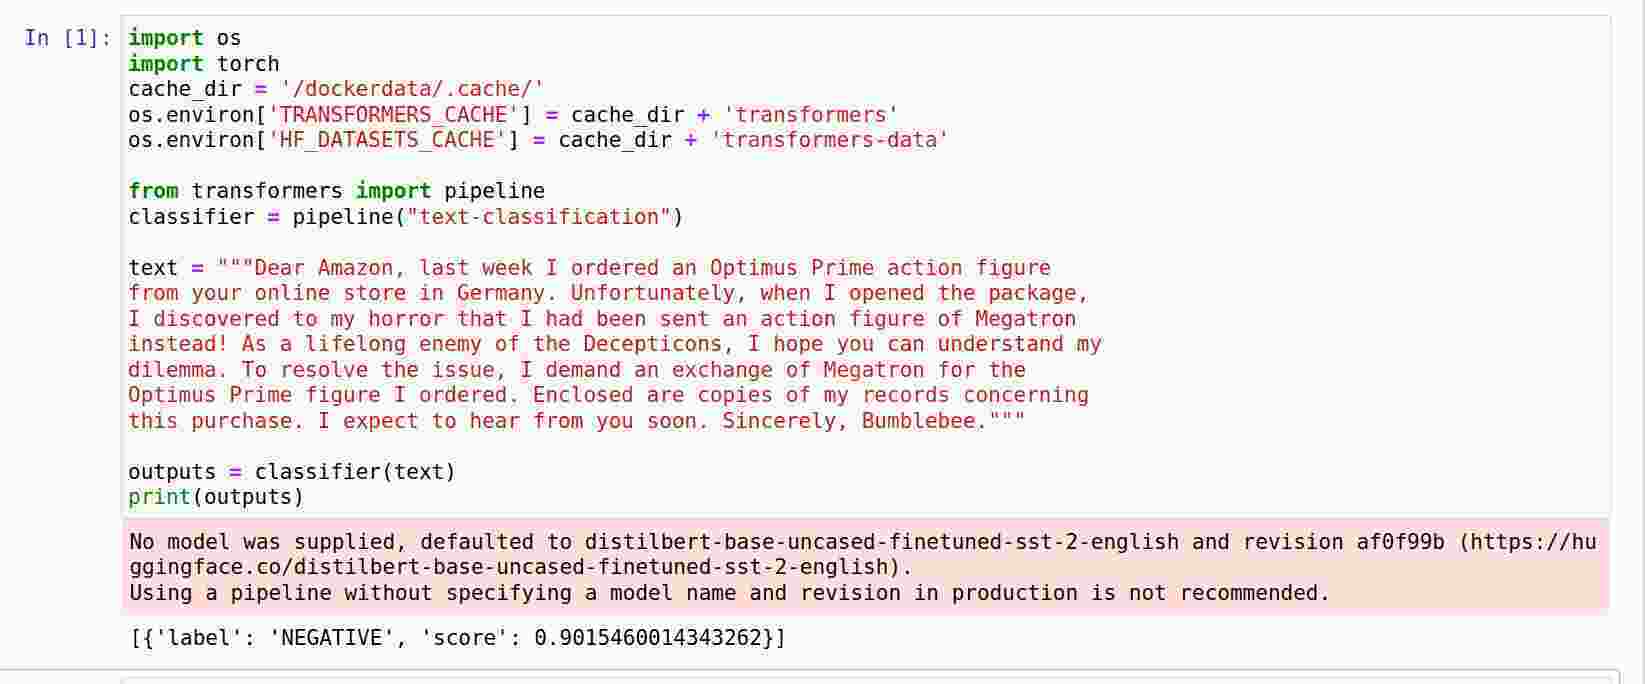 In [1]:
import os
import torch
cache_dir = '/dockerdata/.cache/'
os.environ['TRANSFORMERS_CACHE'] = cache_dir + 'transformers'
os.environ['HF_DATASETS_CACHE'] = cache_dir + 'transformers-data'
from transformers import pipeline
classifier = pipeline("text-classification")
text = """Dear Amazon, last week I ordered an Optimus Prime action figure
from your online store in Germany. Unfortunately, when I opened the package,
I discovered to my horror that I had been sent an action figure of Megatron
instead! As a lifelong enemy of the Decepticons, I hope you can understand my
dilemma. To resolve the issue, I demand an exchange of Megatron for the
Optimus Prime figure I ordered. Enclosed are copies of my records concerning
this purchase. I expect to hear from you soon. Sincerely, Bumblebee."""
outputs = classifier(text)
print(outputs)
No model was supplied, defaulted to distilbert-base-uncased-finetuned-sst-2-english and revision af0f99b (https://hu
ggingface.co/distilbert-base-uncased-finetuned-sst-2-english).
Using a pipeline without specifying a model name and revision in production is not recommended.
[{'label': 'NEGATIVE', 'score': 0.9015460014343262}]